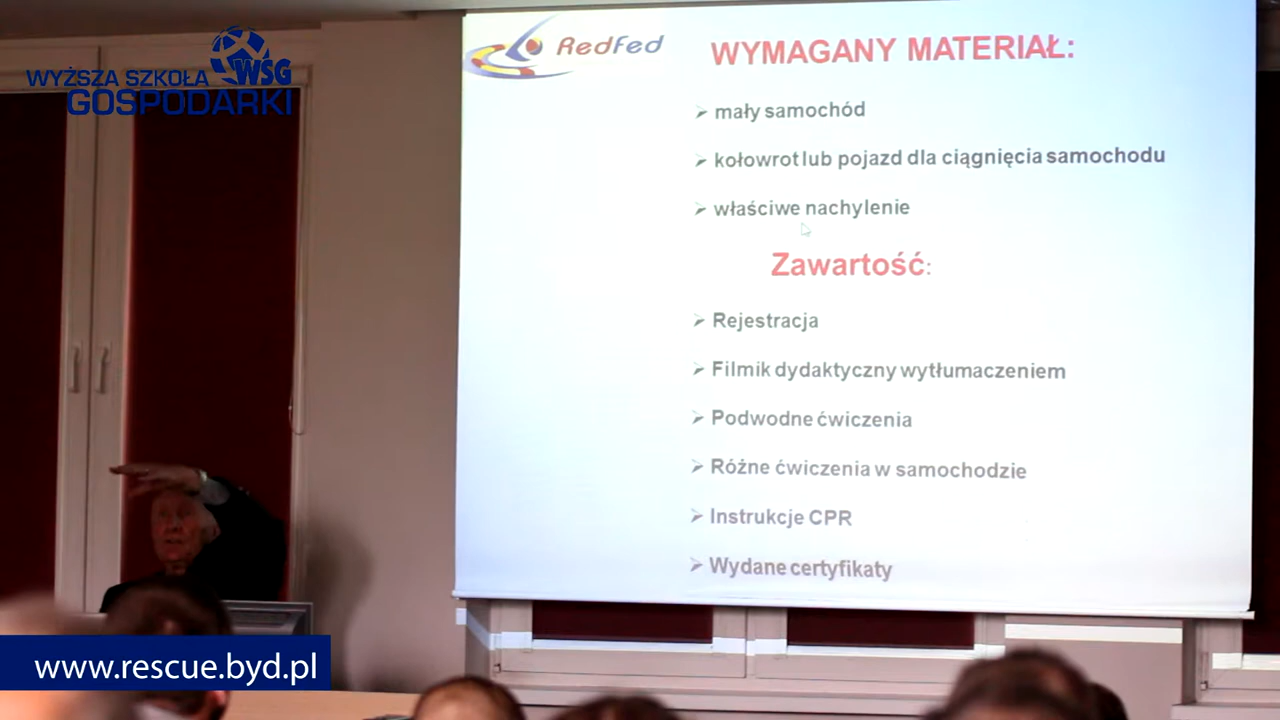 WYŻSZA SZKOŁA
WSG
GOSPODARKI
RedFed
WYMAGANY MATERIAŁ:
mały samochód
kołowrot lub pojazd dla ciągnięcia samochodu
właściwe nachylenie
Zawartość:
Rejestracja
Filmik dydaktyczny wytłumaczeniem
Podwodne ćwiczenia
Różne ćwiczenia w samochodzie
Instrukcje CPR
Wydane certyfikaty
www.rescue.byd.pl